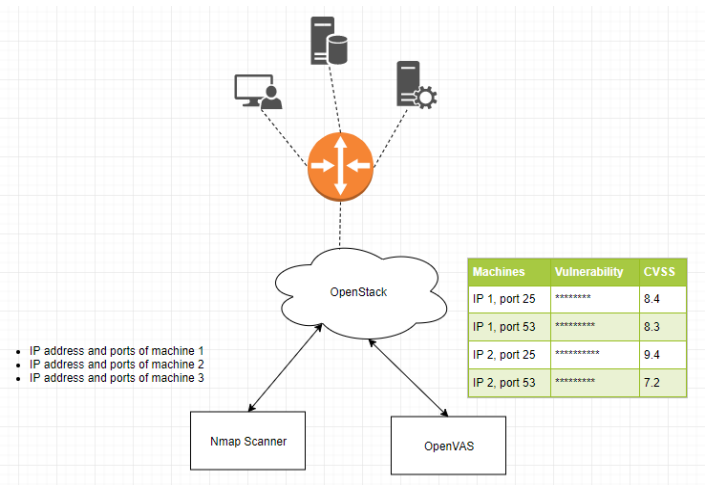 OpenStack
Machines Vulnerability CVSS
IP 1, port 25 ******** 8.4
IP 1, port 53 ********* 8.3
IP 2, port 25 ********** 9.4
IP 2, port 53 ********* 7.2
• IP address and ports of machine 1
• IP address and ports of machine 2
• IP address and ports of machine 3
Nmap Scanner
OpenVAS